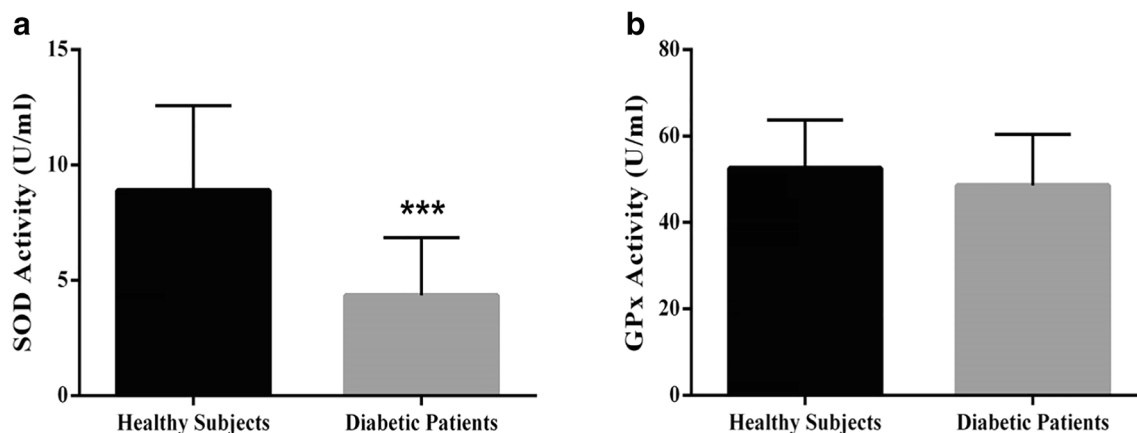 a
SOD Activity (U/ml)
15
10
5
0
***
Healthy Subjects
Diabetic Patients
b
GPx Activity (U/ml)
80
60
40
20
0
Healthy Subjects
Diabetic Patients